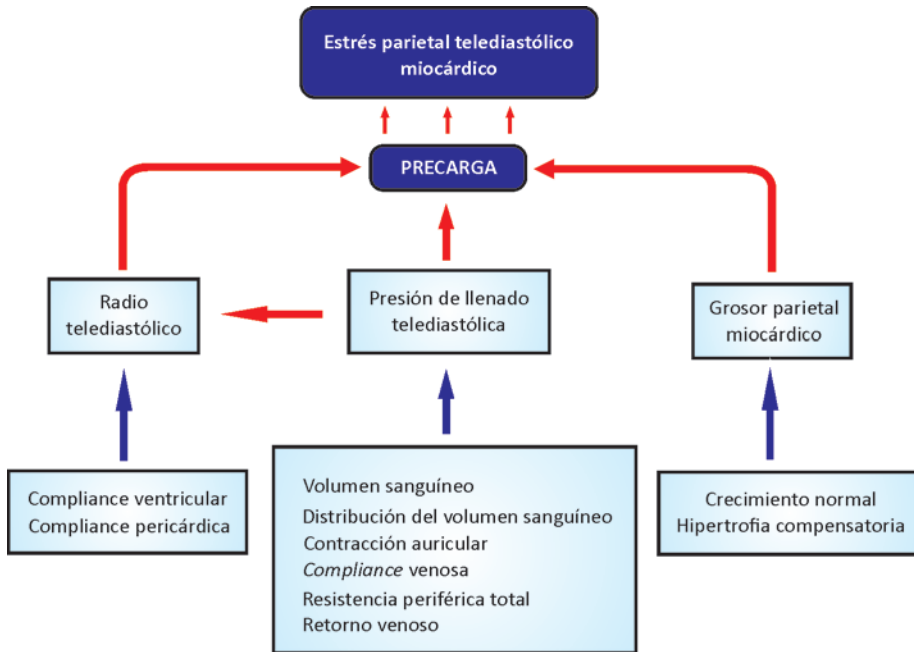 Estrés parietal telediastólico
miocárdico
PRECARGA
Radio
telediastólico
Presión de llenado
telediastólica
Grosor parietal
miocárdico
Compliance ventricular
Compliance pericárdica
Volumen sanguíneo
Distribución del volumen sanguíneo
Contracción auricular
Compliance venosa
Resistencia periférica total
Retorno venoso
Crecimiento normal
Hipertrofia compensatoria